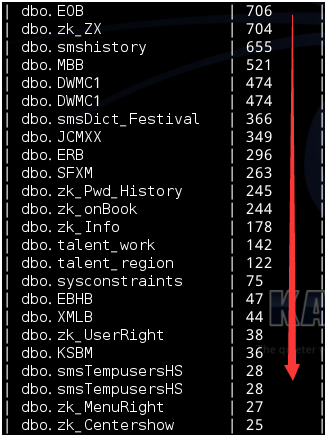 | dbo.EOB | 706
| dbo.zk_ZX | 704
| dbo.smshistory | 655
| dbo.MBB | 521
| dbo.DWMC1 | 474
| dbo.DWMC1 | 474
| dbo.smsDict_Festival | 366
| dbo.JCMXX | 349
| dbo.ERB | 296
| dbo.SFXM | 263
| dbo.zk_Pwd_History | 245
| dbo.zk_onBook | 244
| dbo.zk_Info | 178
| dbo.talent_work | 142
| dbo.talent_region | 122
| dbo.sysconstraints | 75
| dbo.EBHB | 47
| dbo.XMLB | 44
| dbo.zk_UserRight | 38
| dbo.KSBM | 36
| dbo.smsTempusersHS | 28
| dbo.smsTempusersHS | 28
| dbo.zk_MenuRight | 27
| dbo.zk_Centershow | 25
KA